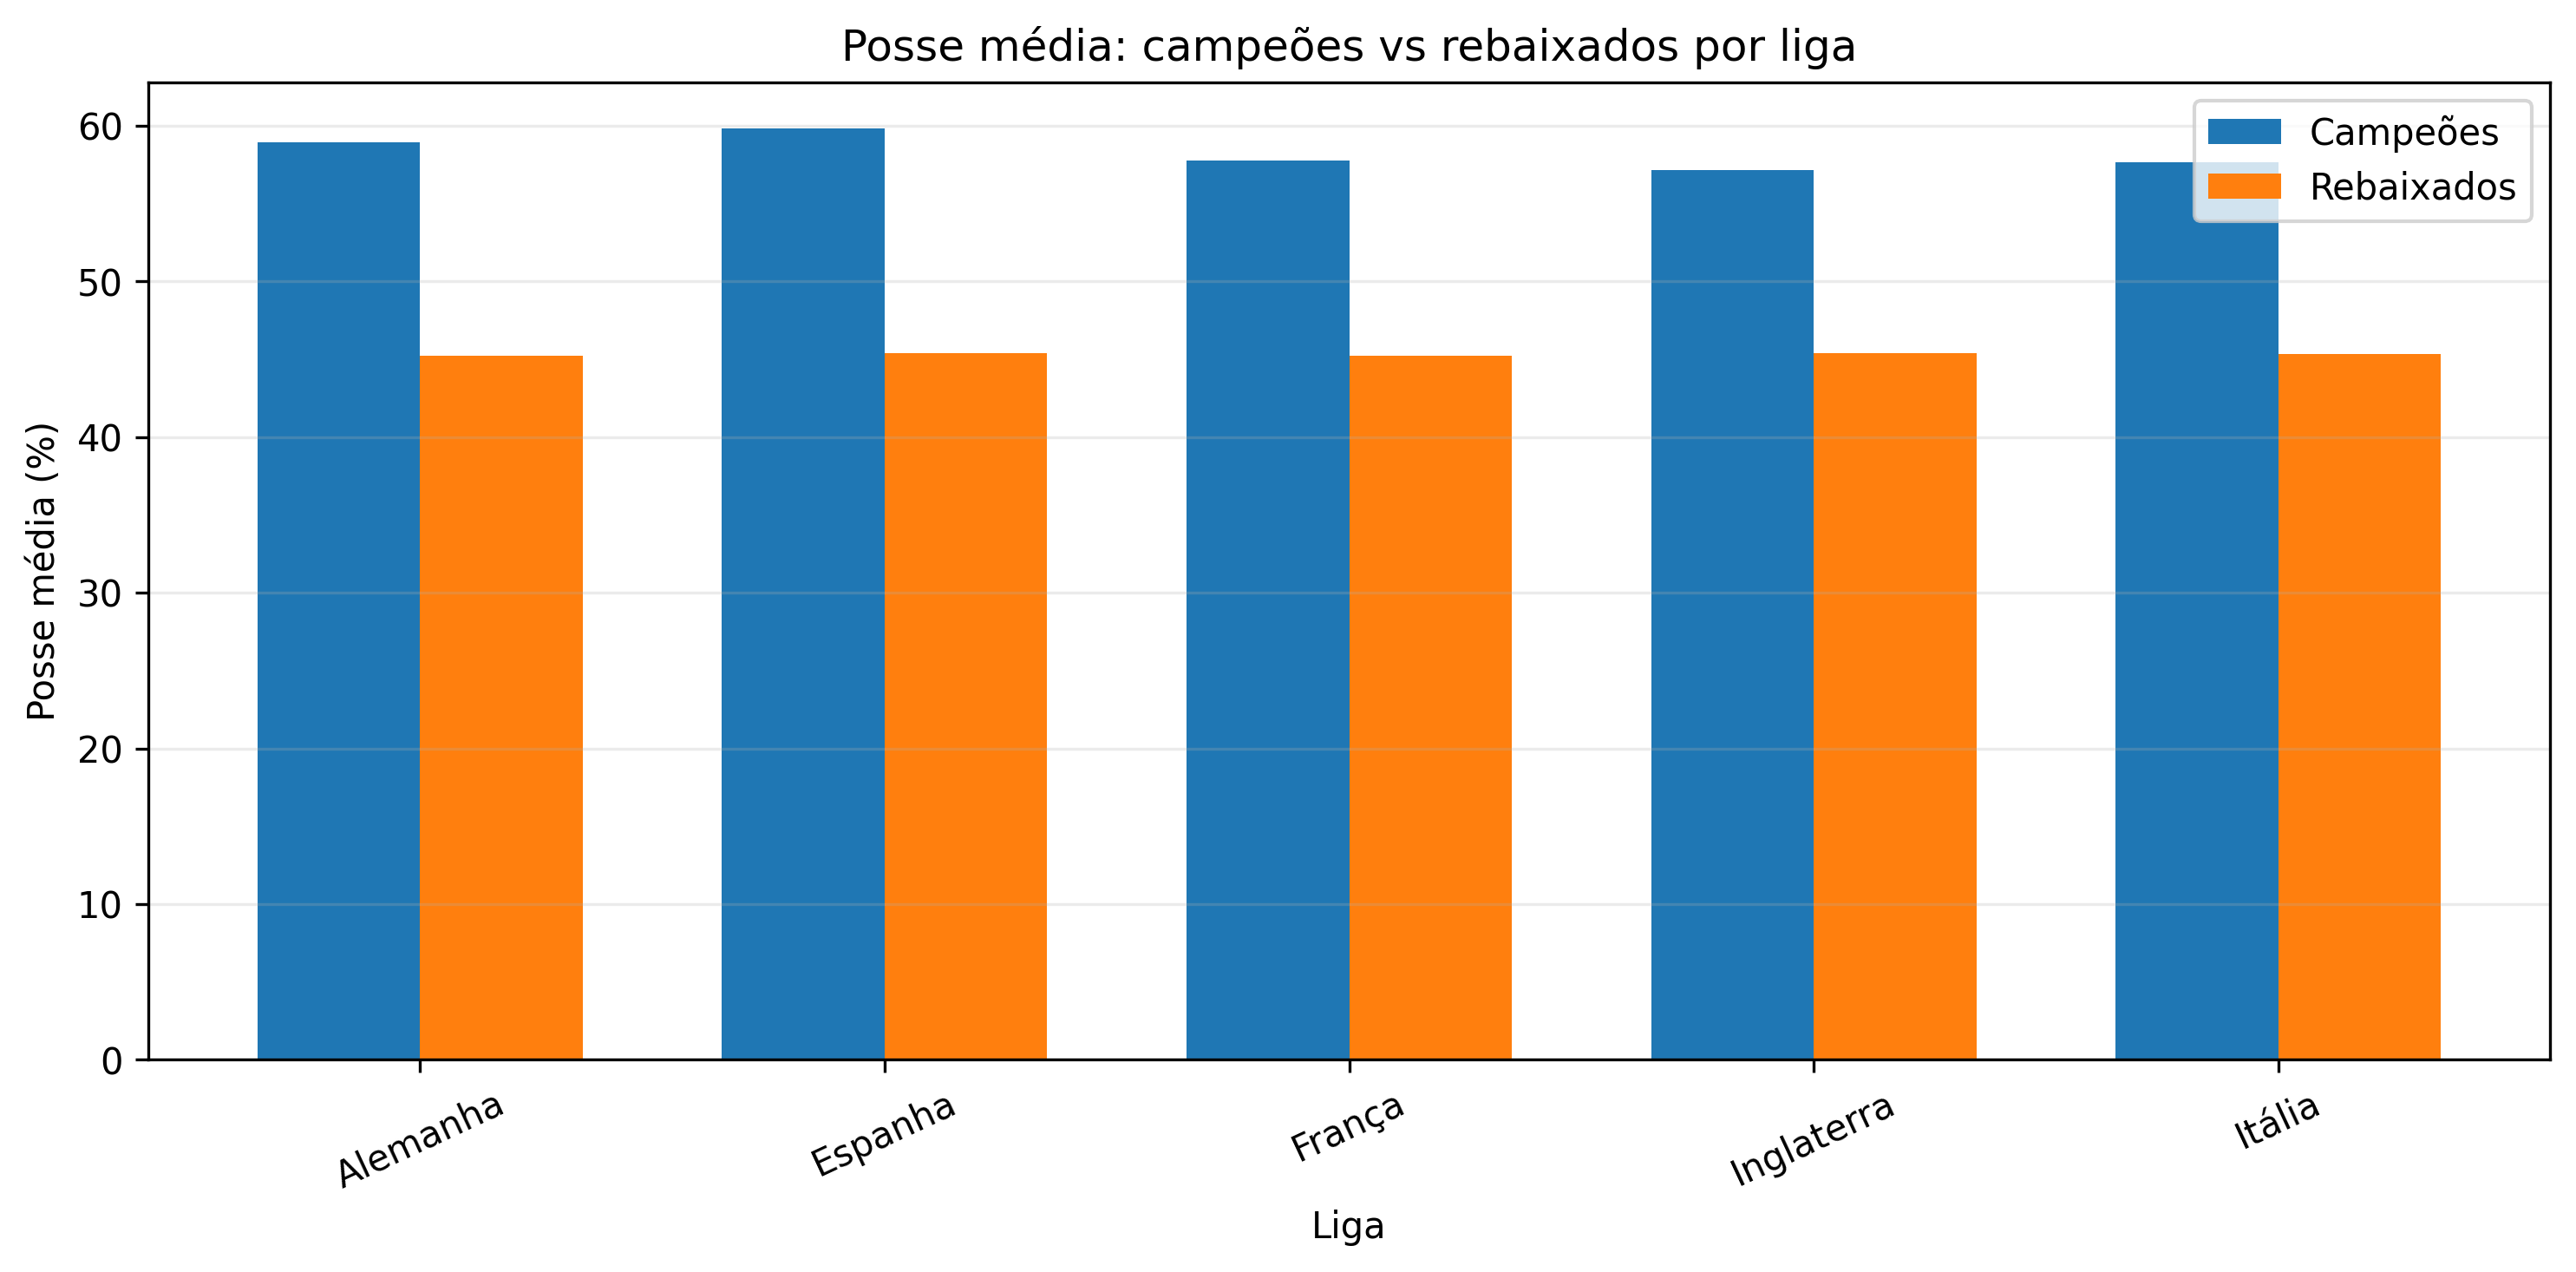 Posse média: campeões vs rebaixados por liga
Campeões
Rebaixados
Posse média (%)
60
50
40
30
20
10
0
Alemanha
Espanha
França
Inglaterra
Itália
Liga